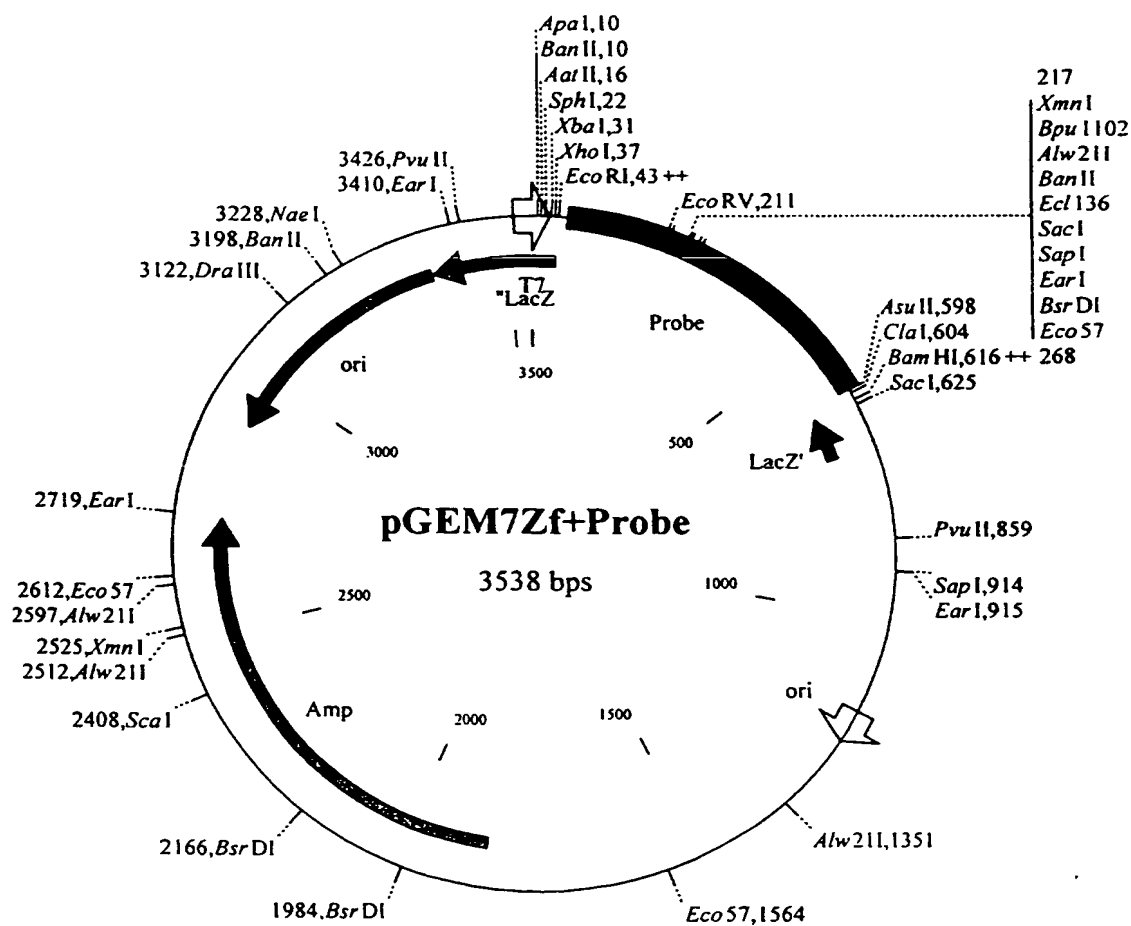 ApaI,10
BanII,10
AatII,16
SphI,22
XbaI,31
XhoI,37
EcoRI,43 ++
EcoRV,211
217
XmnI
Bpu1102
Alw21I
BanII
Ecl136
SacI
SapI
EarI
BsrDI
Eco57
268
AsuII,598
ClaI,604
BamHI,616 ++
SacI,625
3426,PvuII
3410,EarI
3228,NaeI
3198,BanII
3122,DraIII
T7
"LacZ
Probe
ori
3500
500
3000
LacZ'
2719,EarI
pGEM7Zf+Probe
3538 bps
PvuII,859
SapI,914
EarI,915
2612,Eco57
2597,Alw21I
2525,XmnI
2512,Alw21I
2408,ScaI
2500
1000
Amp
2000
1500
ori
2166,BsrDI
1984,BsrDI
Alw21I,1351
Eco57,1564